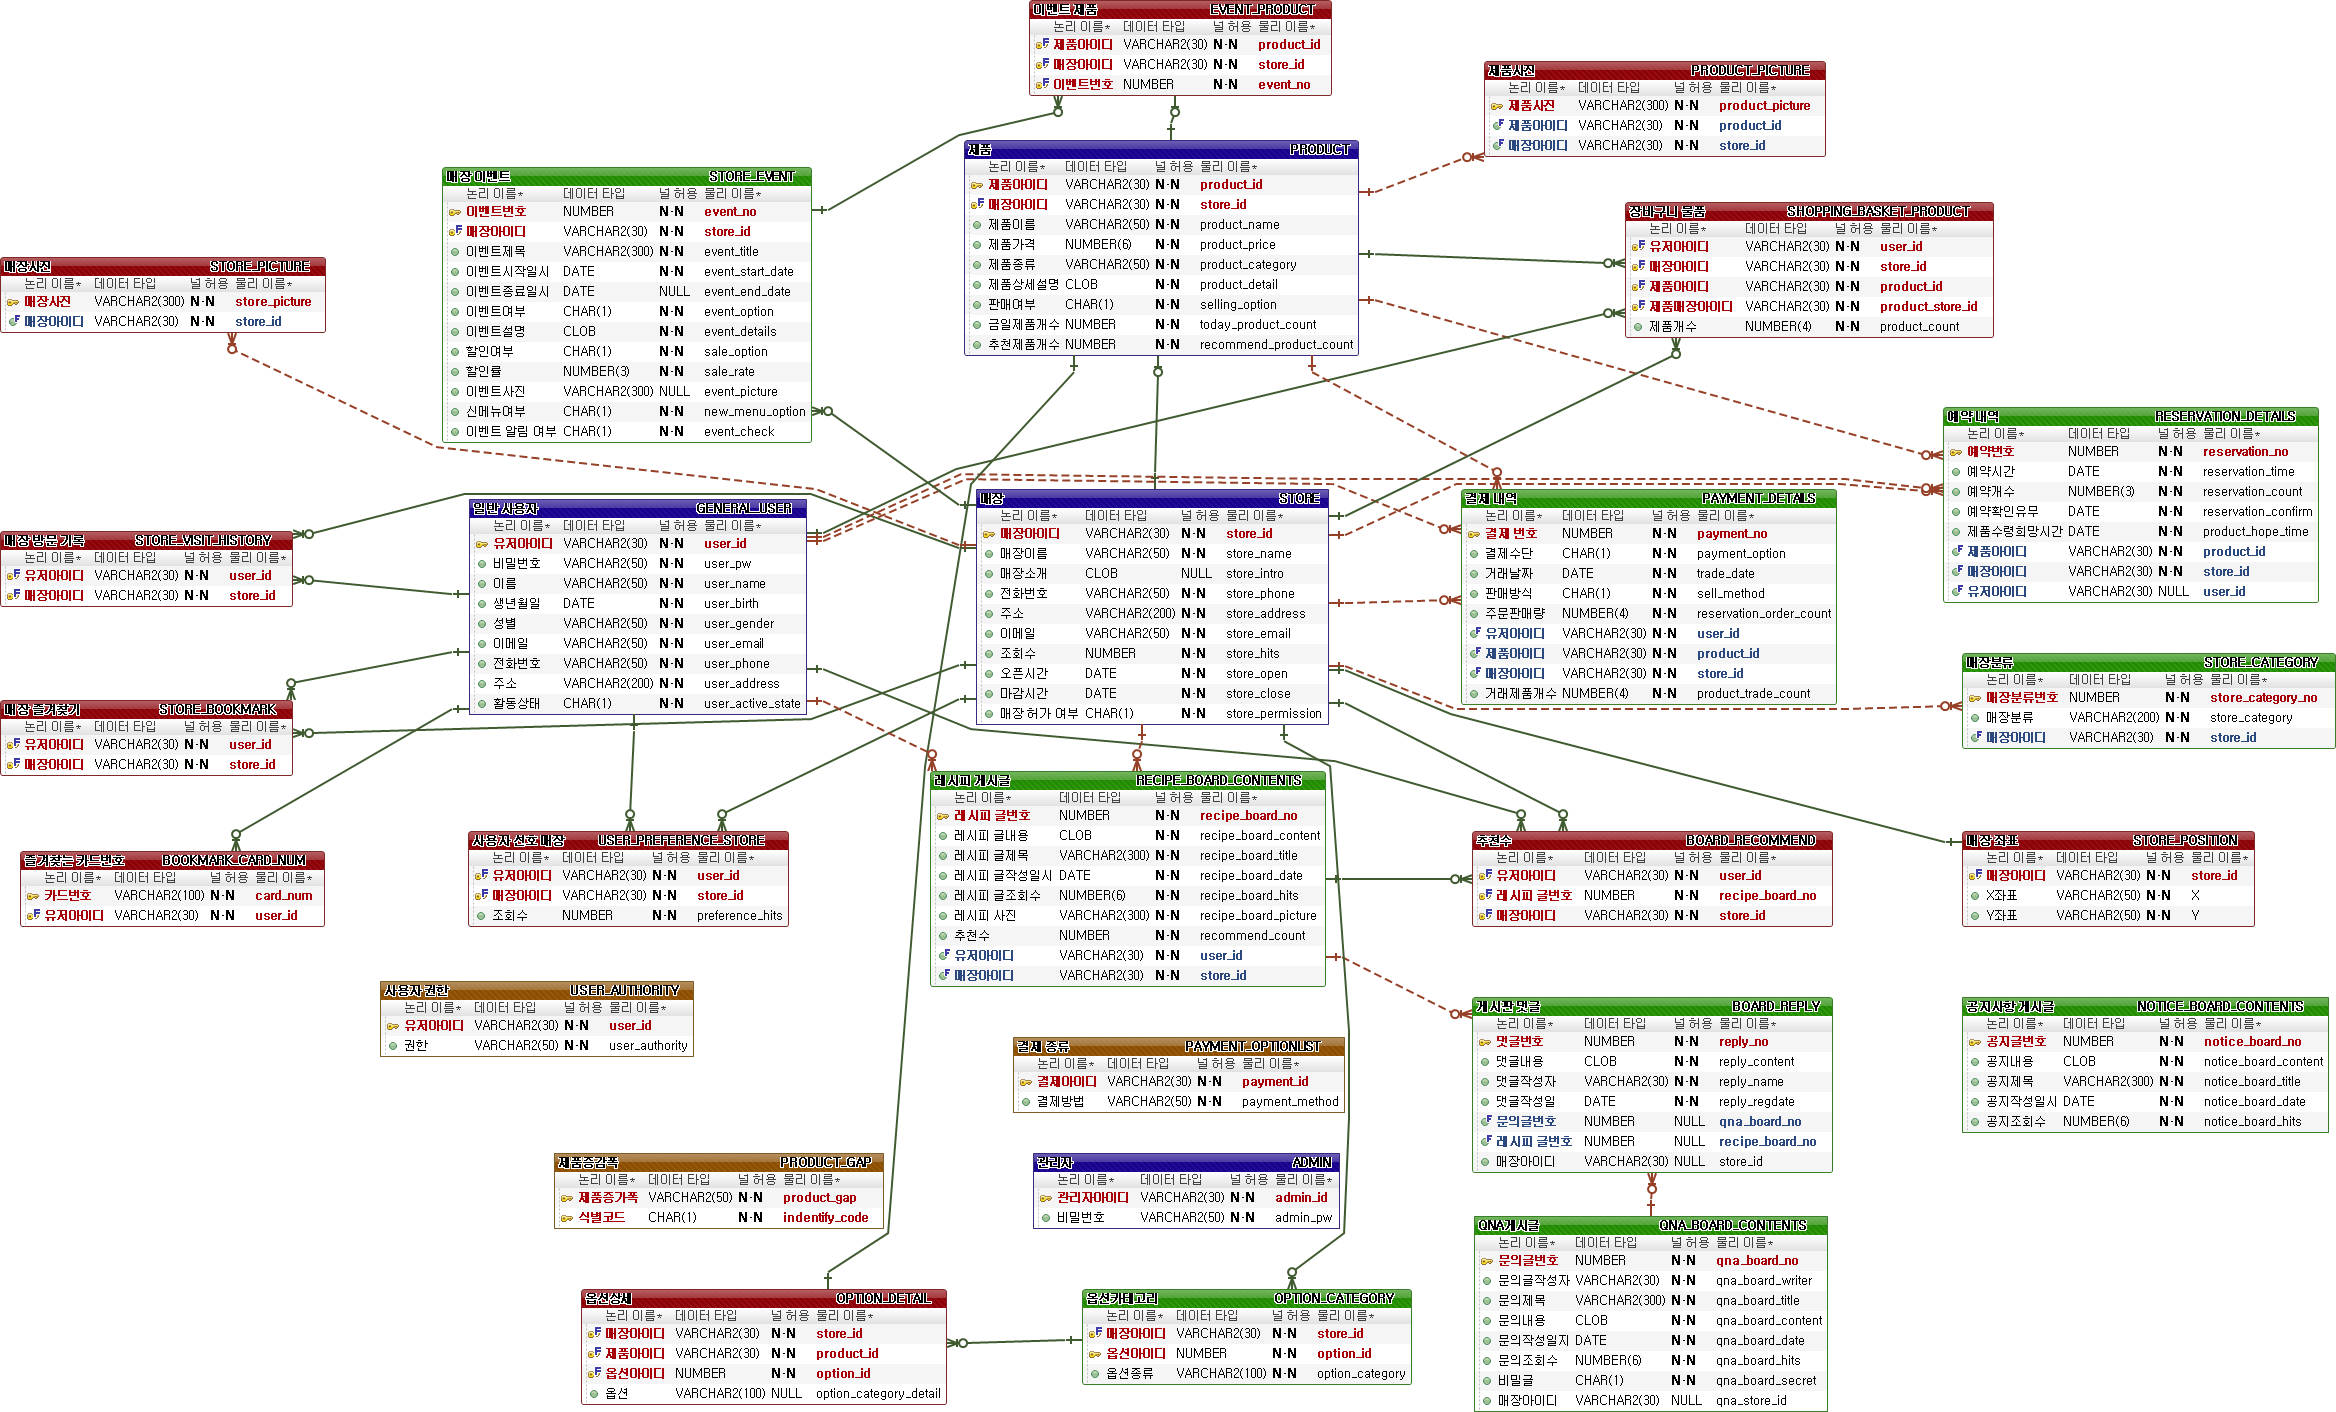 이벤트 제품 EVENT_PRODUCT
논리 이름* 데이터 타입 널 허용 물리 이름*
제품아이디 VARCHAR2(30) N-N product_id
매장아이디 VARCHAR2(30) N-N store_id
이벤트번호 NUMBER N-N event_no
제품사진 PRODUCT_PICTURE
논리 이름* 데이터 타입 널 허용 물리 이름*
제품사진 VARCHAR2(300) N-N product_picture
제품아이디 VARCHAR2(30) N-N product_id
매장아이디 VARCHAR2(30) N-N store_id
제품 PRODUCT
논리 이름* 데이터 타입 널 허용 물리 이름*
제품아이디 VARCHAR2(30) N-N product_id
매장아이디 VARCHAR2(30) N-N store_id
제품이름 VARCHAR2(50) N-N product_name
제품가격 NUMBER(6) N-N product_price
제품종류 VARCHAR2(50) N-N product_category
제품상세설명 CLOB N-N product_detail
판매여부 CHAR(1) N-N selling_option
금일제품개수 NUMBER N-N today_product_count
추천제품개수 NUMBER N-N recommend_product_count
매장 이벤트 STORE_EVENT
논리 이름* 데이터 타입 널 허용 물리 이름*
이벤트번호 NUMBER N-N event_no
매장아이디 VARCHAR2(30) N-N store_id
이벤트제목 VARCHAR2(300) N-N event_title
이벤트시작일시 DATE N-N event_start_date
이벤트종료일시 DATE NULL event_end_date
이벤트여부 CHAR(1) N-N event_option
이벤트설명 CLOB N-N event_details
할인여부 CHAR(1) N-N sale_option
할인률 NUMBER(3) N-N sale_rate
이벤트사진 VARCHAR2(300) NULL event_picture
신메뉴여부 CHAR(1) N-N new_menu_option
이벤트 알림 여부 CHAR(1) N-N event_check
장바구니 물품 SHOPPING_BASKET_PRODUCT
논리 이름* 데이터 타입 널 허용 물리 이름*
유저아이디 VARCHAR2(30) N-N user_id
매장아이디 VARCHAR2(30) N-N store_id
제품아이디 VARCHAR2(30) N-N product_id
제품매장아이디 VARCHAR2(30) N-N product_store_id
제품개수 NUMBER(4) N-N product_count
매장사진 STORE_PICTURE
논리 이름* 데이터 타입 널 허용 물리 이름*
매장사진 VARCHAR2(300) N-N store_picture
매장아이디 VARCHAR2(30) N-N store_id
예약 내역 RESERVATION_DETAILS
논리 이름* 데이터 타입 널 허용 물리 이름*
예약번호 NUMBER N-N reservation_no
예약시간 DATE N-N reservation_time
예약개수 NUMBER(3) N-N reservation_count
예약확인유무 DATE N-N reservation_confirm
제품수령희망시간 DATE N-N product_hope_time
제품아이디 VARCHAR2(30) N-N product_id
매장아이디 VARCHAR2(30) N-N store_id
유저아이디 VARCHAR2(30) NULL user_id
일반 사용자 GENERAL_USER
논리 이름* 데이터 타입 널 허용 물리 이름*
유저아이디 VARCHAR2(30) N-N user_id
비밀번호 VARCHAR2(50) N-N user_pw
이름 VARCHAR2(50) N-N user_name
생년월일 DATE N-N user_birth
성별 VARCHAR2(50) N-N user_gender
이메일 VARCHAR2(50) N-N user_email
전화번호 VARCHAR2(50) N-N user_phone
주소 VARCHAR2(200) N-N user_address
활동상태 CHAR(1) N-N user_active_state
매장 STORE
논리 이름* 데이터 타입 널 허용 물리 이름*
매장아이디 VARCHAR2(30) N-N store_id
매장이름 VARCHAR2(50) N-N store_name
매장소개 CLOB NULL store_intro
전화번호 VARCHAR2(50) N-N store_phone
주소 VARCHAR2(200) N-N store_address
이메일 VARCHAR2(50) N-N store_email
조회수 NUMBER N-N store_hits
오픈시간 DATE N-N store_open
마감시간 DATE N-N store_close
매장 허가 여부 CHAR(1) N-N store_permission
결제 내역 PAYMENT_DETALS
논리 이름* 데이터 타입 널 허용 물리 이름*
결제 번호 NUMBER N-N payment_no
결제수단 CHAR(1) N-N payment_option
거래날짜 DATE N-N trade_date
판매방식 CHAR(1) N-N sell_method
주문판매량 NUMBER(4) N-N reservation_order_count
유저아이디 VARCHAR2(30) N-N user_id
제품아이디 VARCHAR2(30) N-N product_id
매장아이디 VARCHAR2(30) N-N store_id
거래제품개수 NUMBER(4) N-N product_trade_count
매장 방문 기록 STORE_VISIT_HISTORY
논리 이름* 데이터 타입 널 허용 물리 이름*
유저아이디 VARCHAR2(30) N-N user_id
매장아이디 VARCHAR2(30) N-N store_id
매장분류 STORE_CATEGORY
논리 이름* 데이터 타입 널 허용 물리 이름*
매장분류번호 NUMBER N-N store_category_no
매장분류 VARCHAR2(200) N-N store_category
매장아이디 VARCHAR2(30) N-N store_id
매장 즐겨찾기 STORE_BOOKMARK
논리 이름* 데이터 타입 널 허용 물리 이름*
유저아이디 VARCHAR2(30) N-N user_id
매장아이디 VARCHAR2(30) N-N store_id
레시피 게시글 RECIPE_BOARD_CONTENTS
논리 이름* 데이터 타입 널 허용 물리 이름*
레시피 글번호 NUMBER N-N recipe_board_no
레시피 글내용 CLOB N-N recipe_board_content
레시피 글제목 VARCHAR2(300) N-N recipe_board_title
레시피 글작성일시 DATE N-N recipe_board_date
레시피 글조회수 NUMBER(6) N-N recipe_board_hits
레시피 사진 VARCHAR2(300) N-N recipe_board_picture
추천수 NUMBER N-N recommend_count
유저아이디 VARCHAR2(30) N-N user_id
매장아이디 VARCHAR2(30) N-N store_id
즐겨찾는 카드번호 BOOKMARK_CARD_NUM
논리 이름* 데이터 타입 널 허용 물리 이름*
카드번호 VARCHAR2(100) N-N card_num
유저아이디 VARCHAR2(30) N-N user_id
사용자 선호 매장 USER_PREFERENCE_STORE
논리 이름* 데이터 타입 널 허용 물리 이름*
유저아이디 VARCHAR2(30) N-N user_id
매장아이디 VARCHAR2(30) N-N store_id
조회수 NUMBER N-N preference_hits
추천수 BOARD_RECOMMEND
논리 이름* 데이터 타입 널 허용 물리 이름*
유저아이디 VARCHAR2(30) N-N user_id
레시피 글번호 NUMBER N-N recipe_board_no
매장아이디 VARCHAR2(30) N-N store_id
매장 좌표 STORE_POSITION
논리 이름* 데이터 타입 널 허용 물리 이름*
매장아이디 VARCHAR2(30) N-N store_id
X좌표 VARCHAR2(50) N-N X
Y좌표 VARCHAR2(50) N-N Y
사용자 권한 USER_AUTHORITY
논리 이름* 데이터 타입 널 허용 물리 이름*
유저아이디 VARCHAR2(30) N-N user_id
권한 VARCHAR2(50) N-N user_authority
결제 종류 PAYMENT_OPTIONLIST
논리 이름* 데이터 타입 널 허용 물리 이름*
결제아이디 VARCHAR2(30) N-N payment_id
결제방법 VARCHAR2(50) N-N payment_method
게시판 댓글 BOARD_REPLY
논리 이름* 데이터 타입 널 허용 물리 이름*
댓글번호 NUMBER N-N reply_no
댓글내용 CLOB N-N reply_content
댓글작성자 VARCHAR2(30) N-N reply_name
댓글작성일 DATE N-N reply_regdate
문의글번호 NUMBER NULL qna_board_no
레시피 글번호 NUMBER NULL recipe_board_no
매장아이디 VARCHAR2(30) NULL store_id
공지사항 게시글 NOTICE_BOARD_CONTENTS
논리 이름* 데이터 타입 널 허용 물리 이름*
공지글번호 NUMBER N-N notice_board_no
공지내용 CLOB N-N notice_board_content
공지제목 VARCHAR2(300) N-N notice_board_title
공지작성일시 DATE N-N notice_board_date
공지조회수 NUMBER(6) N-N notice_board_hits
제품증감폭 PRODUCT_GAP
논리 이름* 데이터 타입 널 허용 물리 이름*
제품증가폭 VARCHAR2(50) N-N product_gap
식별코드 CHAR(1) N-N indentify_code
관리자 ADMIN
논리 이름* 데이터 타입 널 허용 물리 이름*
관리자아이디 VARCHAR2(30) N-N admin_id
비밀번호 VARCHAR2(50) N-N admin_pw
QNA게시글 QNA_BOARD_CONTENTS
논리 이름* 데이터 타입 널 허용 물리 이름*
문의글번호 NUMBER N-N qna_board_no
문의글작성자 VARCHAR2(30) N-N qna_board_writer
문의제목 VARCHAR2(300) N-N qna_board_title
문의내용 CLOB N-N qna_board_content
문의작성일지 DATE N-N qna_board_date
문의조회수 NUMBER(6) N-N qna_board_hits
비밀글 CHAR(1) N-N qna_board_secret
매장아이디 VARCHAR2(30) NULL qna_store_id
옵션상세 OPTION_DETAIL
논리 이름* 데이터 타입 널 허용 물리 이름*
매장아이디 VARCHAR2(30) N-N store_id
제품아이디 VARCHAR2(30) N-N product_id
옵션아이디 NUMBER N-N option_id
옵션 VARCHAR2(100) NULL option_category_detail
옵션카테고리 OPTION_CATEGORY
논리 이름* 데이터 타입 널 허용 물리 이름*
매장아이디 VARCHAR2(30) N-N store_id
옵션아이디 NUMBER N-N option_id
옵션종류 VARCHAR2(100) N-N option_category